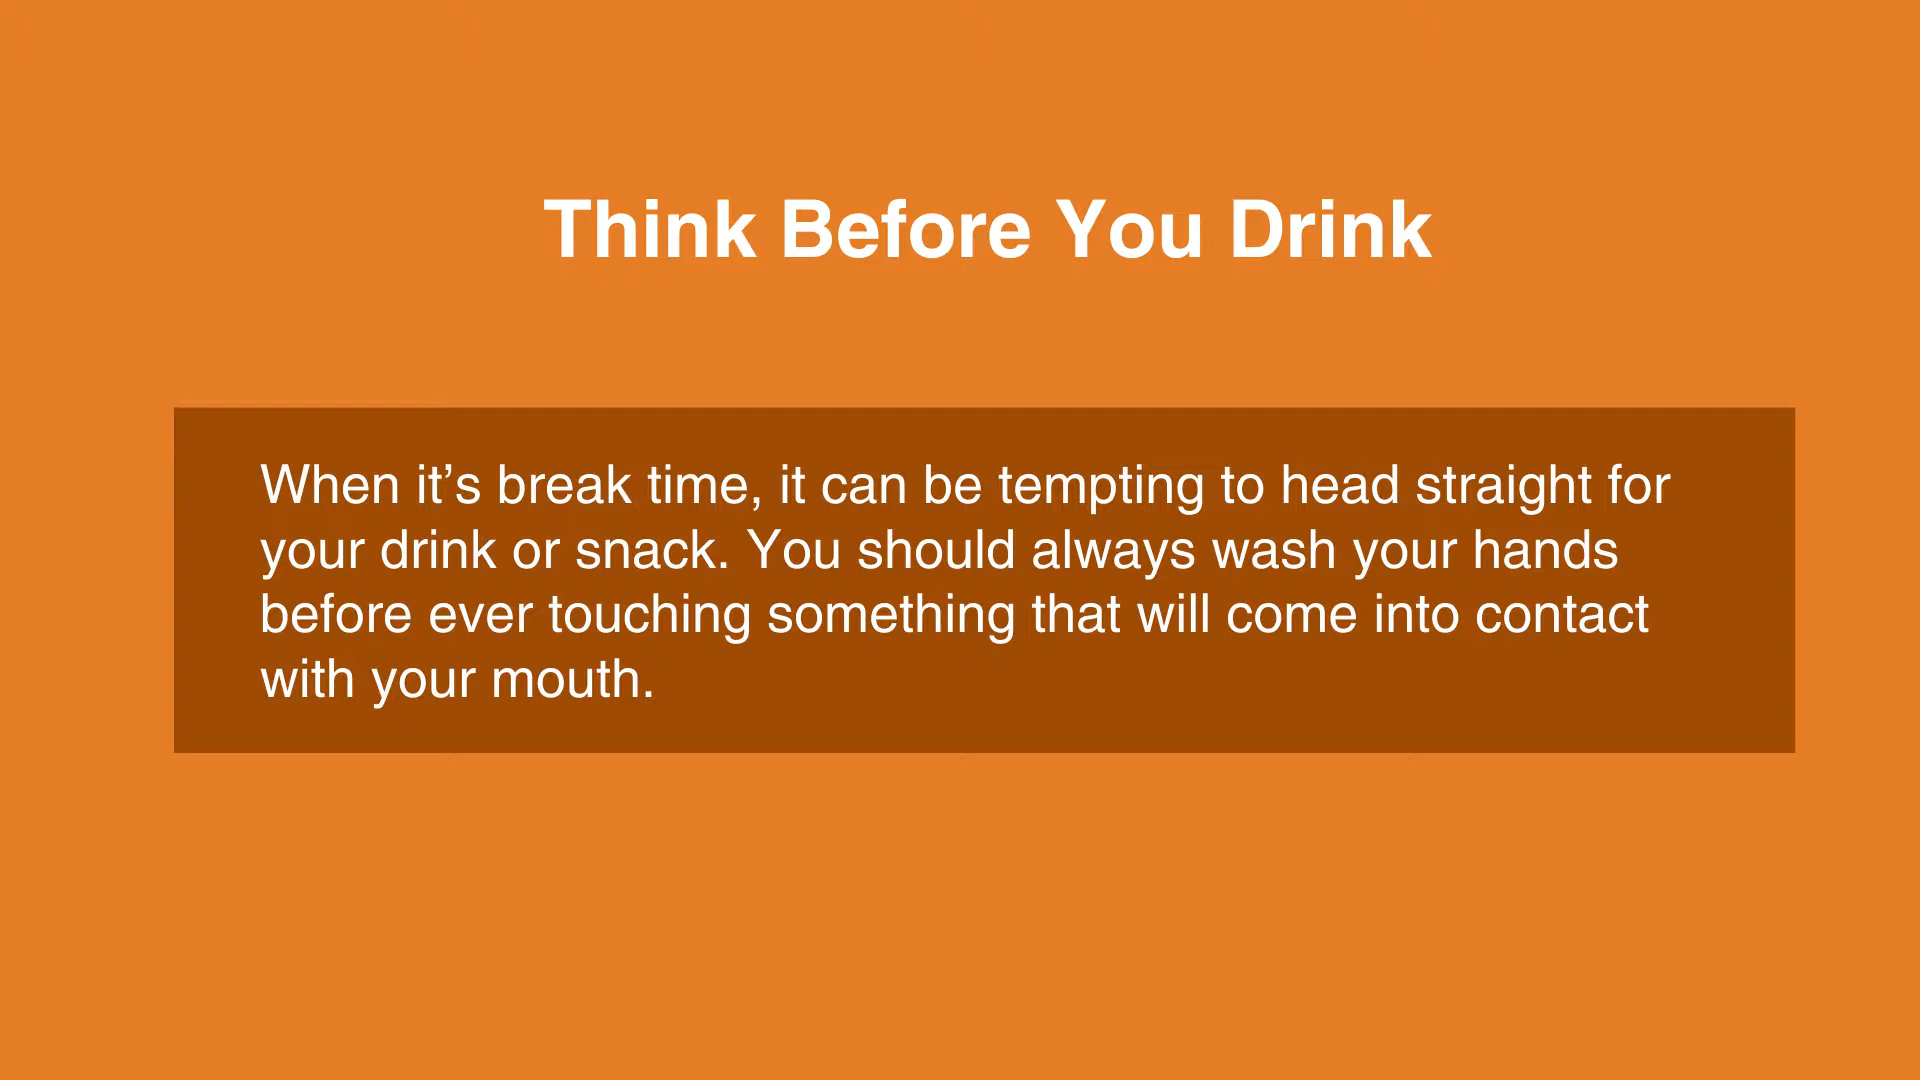 Think Before You Drink
When it’s break time, it can be tempting to head straight for
your drink or snack. You should always wash your hands
before ever touching something that will come into contact
with your mouth.